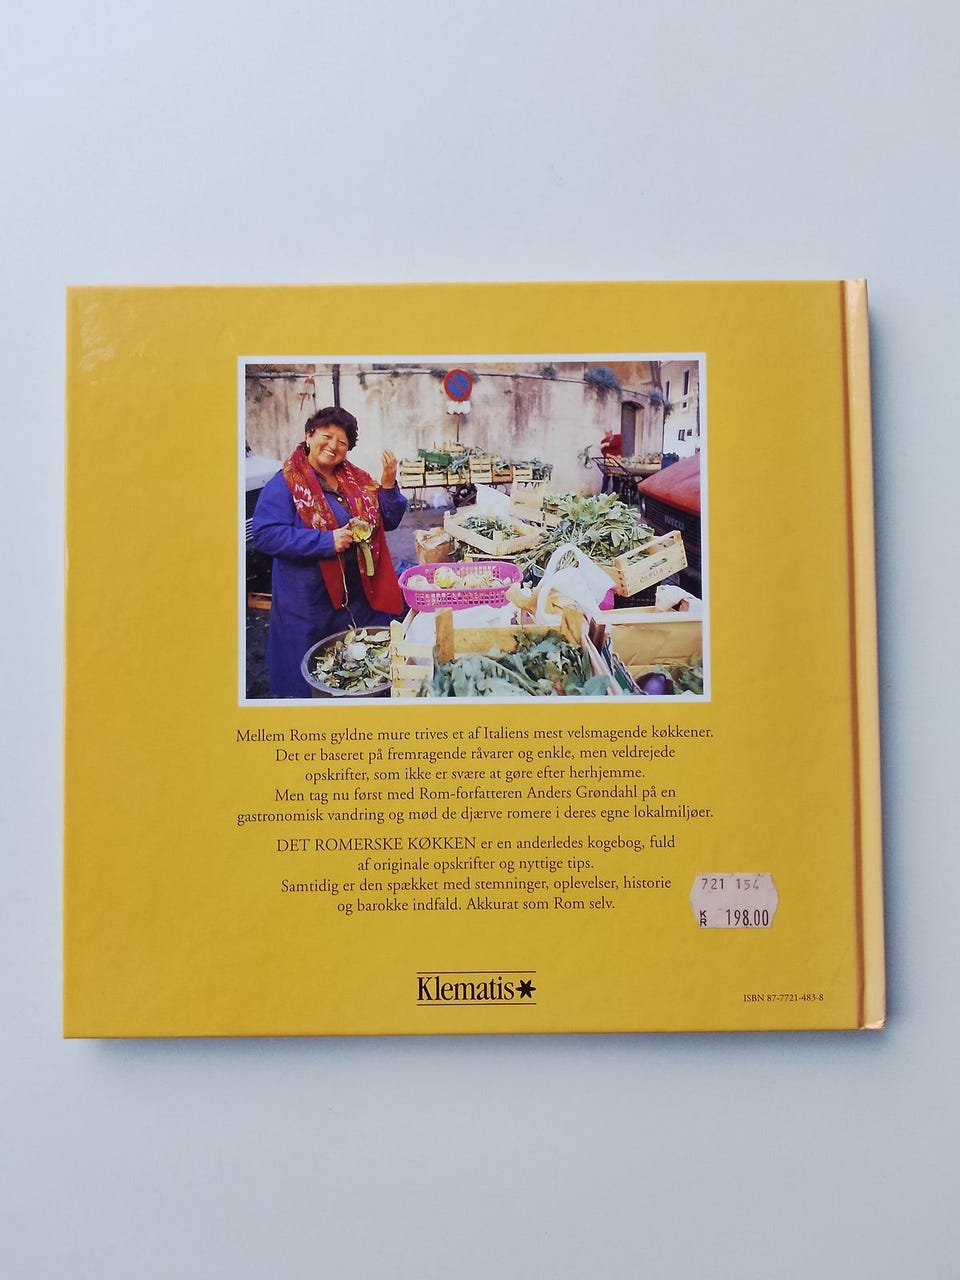 IVECO
Mellem Roms gyldne mure trives et af Italiens mest velsmagende køkkener.
Det er baseret på fremragende råvarer og enkle, men veldrejede
opskrifter, som ikke er svære at gøre efter herhjemme.
Men tag nu først med Rom-forfatteren Anders Grøndahl på en
gastronomisk vandring og mød de djærve romere i deres egne lokalmiljøer.
DET ROMERSKE KØKKEN er en anderledes kogebog, fuld
af originale opskrifter og nyttige tips.
Samtidig er den spækket med stemninger, oplevelser, historie
og barokke indfald. Akkurat som Rom selv.
721 154
KR 198.00
Klematis
ISBN 87-7721-483-8